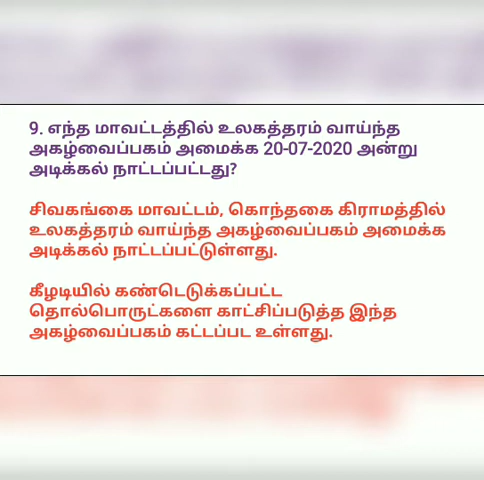 9. எந்த மாவட்டத்தில் உலகத்தரம் வாய்ந்த
அகழ்வைப்பகம் அமைக்க 20-07-2020 அன்று
அடிக்கல் நாட்டப்பட்டது?
சிவகங்கை மாவட்டம், கொந்தகை கிராமத்தில்
உலகத்தரம் வாய்ந்த அகழ்வைப்பகம் அமைக்க
அடிக்கல் நாட்டப்பட்டுள்ளது.
கீழடியில் கண்டெடுக்கப்பட்ட
தொல்பொருட்களை காட்சிப்படுத்த இந்த
அகழ்வைப்பகம் கட்டப்பட உள்ளது.